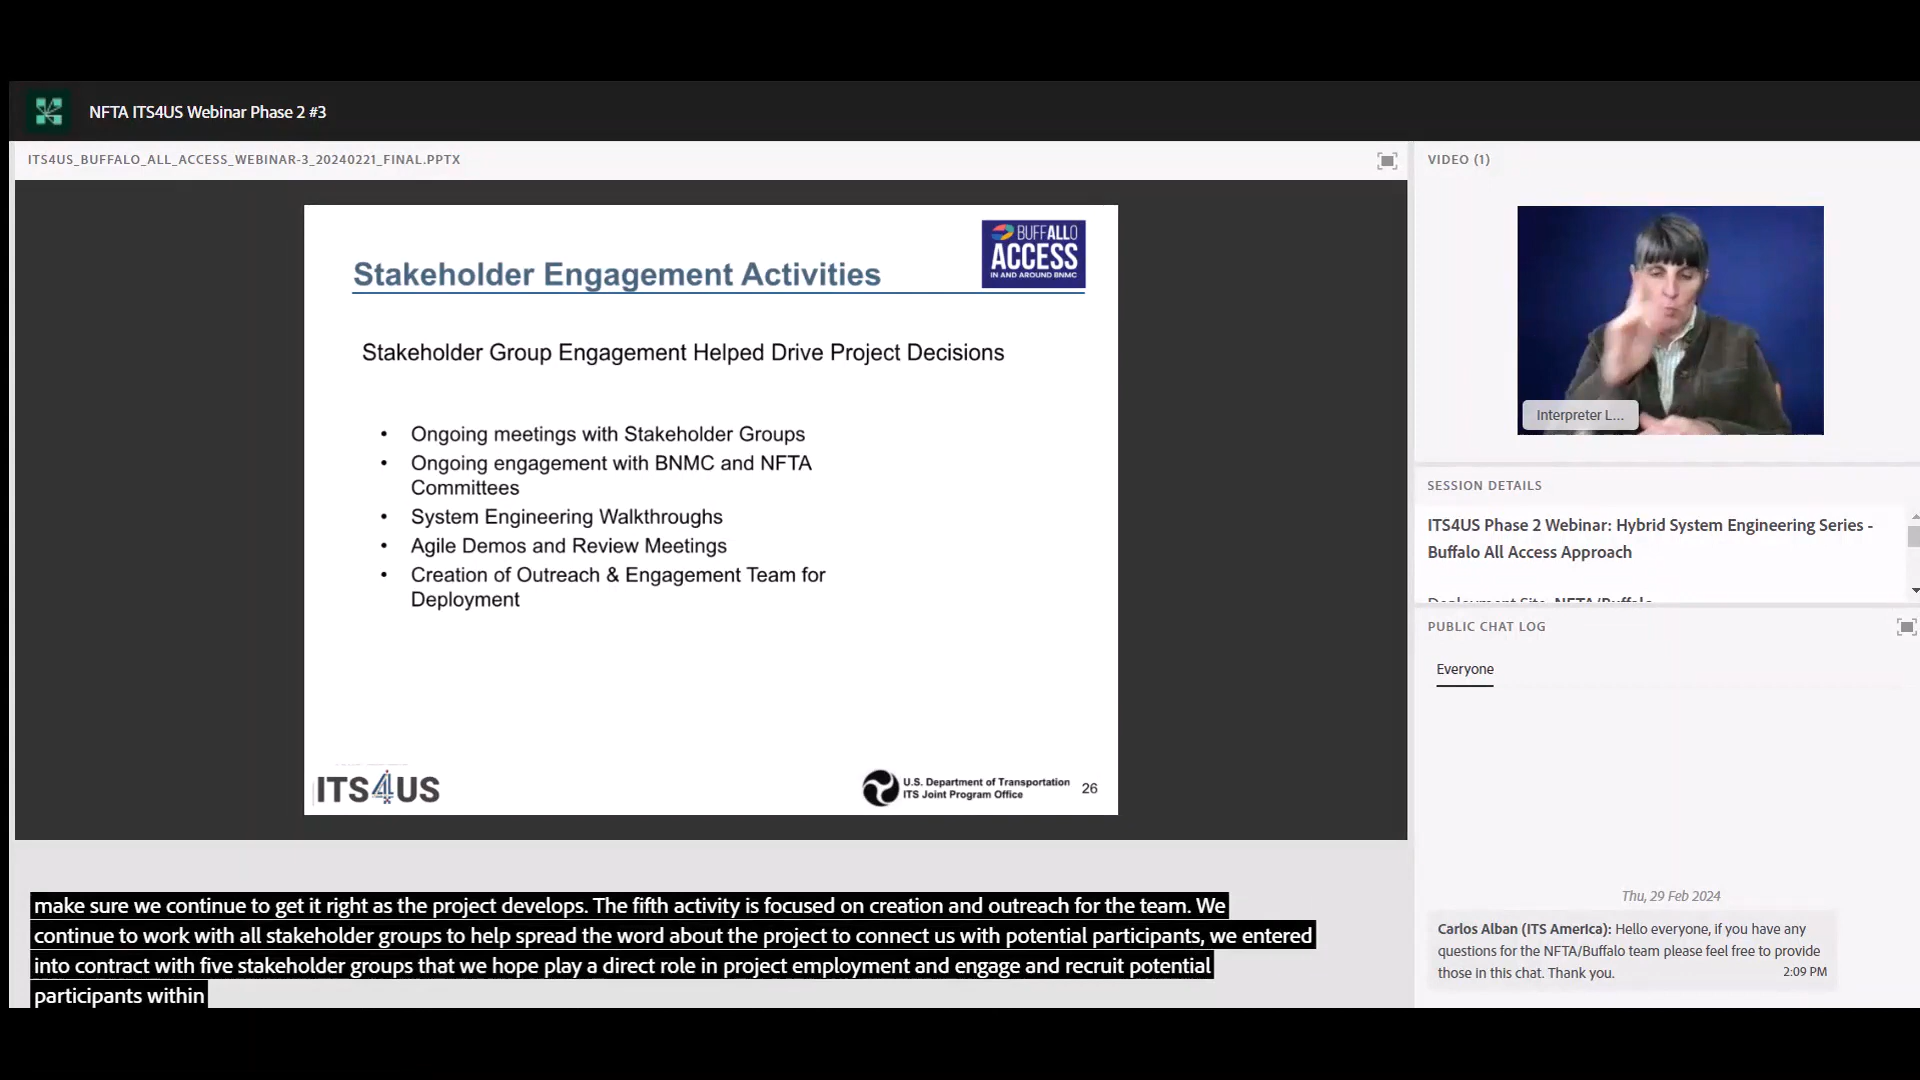 NFTA ITS4US Webinar Phase 2 #3
ITS4US_BUFFALO_ALL_ACCESS_WEBINAR-3_20240221_FINAL.PPTX
BUFFALLO
ACCESS
IN AND AROUND BNMC
Stakeholder Engagement Activities
Stakeholder Group Engagement Helped Drive Project Decisions
• Ongoing meetings with Stakeholder Groups
• Ongoing engagement with BNMC and NFTA
Committees
• System Engineering Walkthroughs
• Agile Demos and Review Meetings
• Creation of Outreach & Engagement Team for
Deployment
ITS4US
U.S. Department of Transportation
ITS Joint Program Office
26
make sure we continue to get it right as the project develops. The fifth activity is focused on creation and outreach for the team. We
continue to work with all stakeholder groups to help spread the word about the project to connect us with potential participants, we entered
into contract with five stakeholder groups that we hope play a direct role in project employment and engage and recruit potential
participants within
VIDEO (1)
Interpreter L...
SESSION DETAILS
ITS4US Phase 2 Webinar: Hybrid System Engineering Series -
Buffalo All Access Approach
Deployment Site: NFTA/Buffalo
PUBLIC CHAT LOG
Everyone
Thu, 29 Feb 2024
Carlos Alban (ITS America): Hello everyone, if you have any
questions for the NFTA/Buffalo team please feel free to provide
those in this chat. Thank you. 2:09 PM